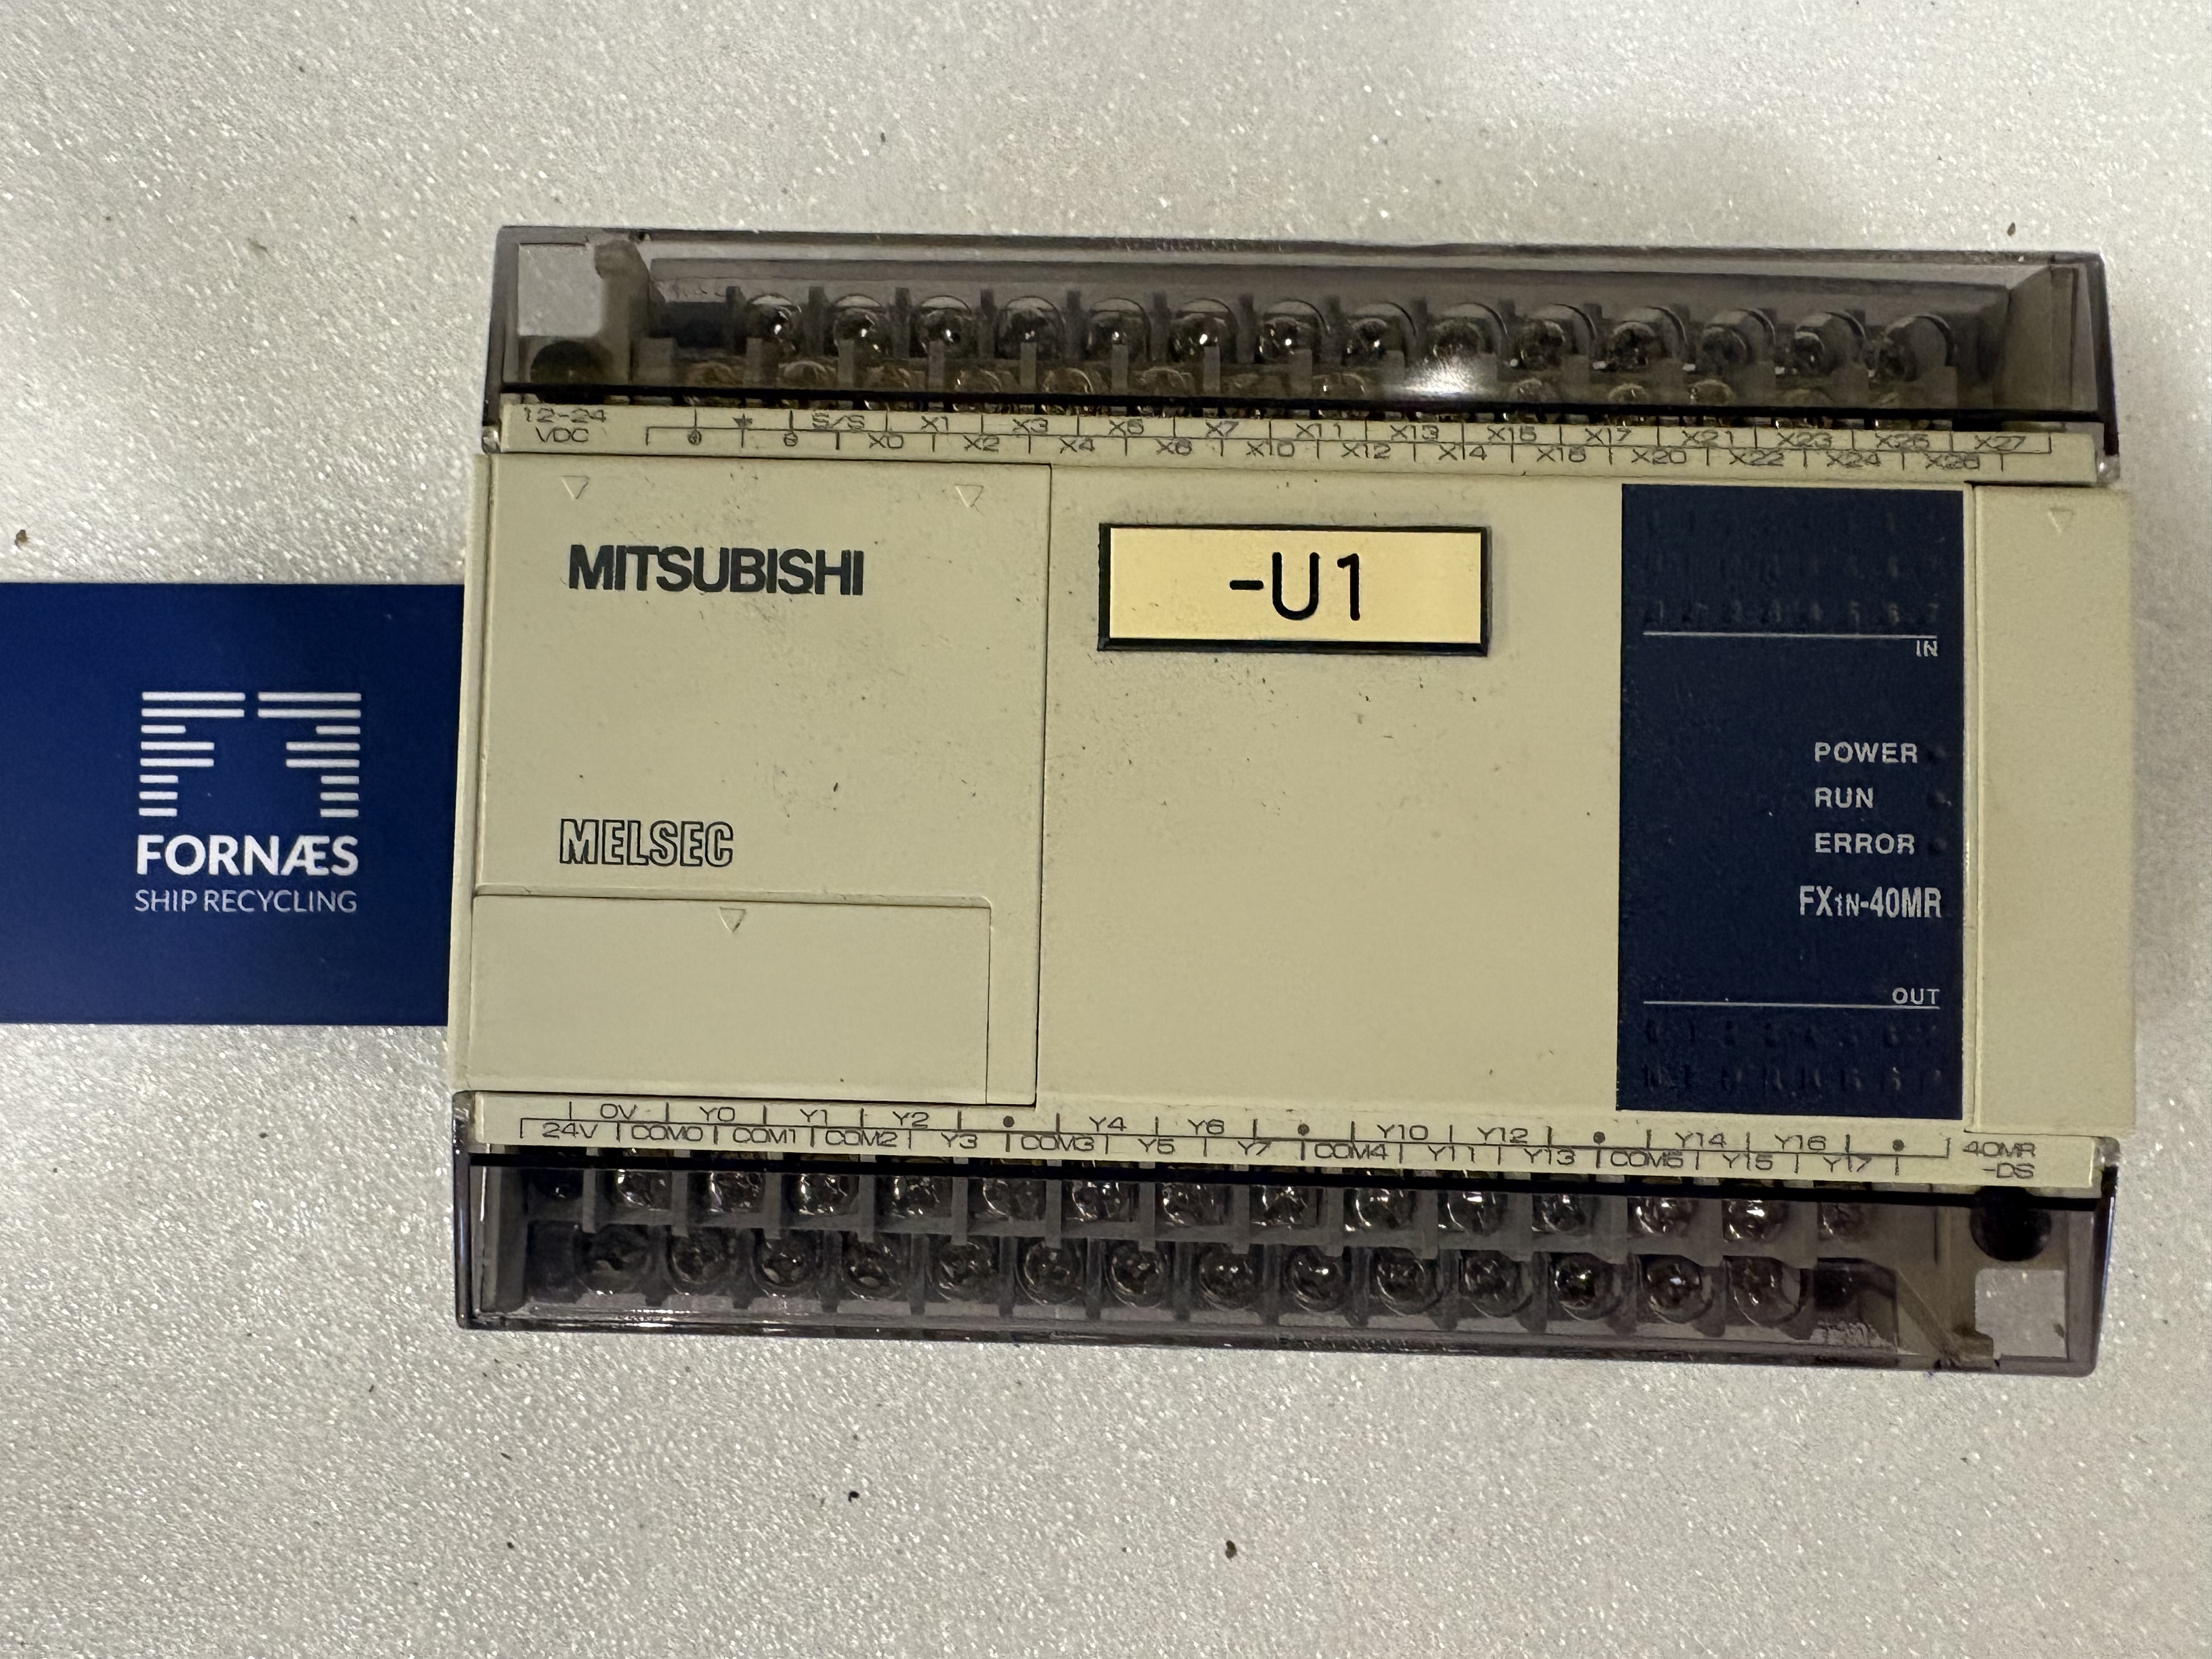 12-24
VDC
S/S X1 X3 X5 X7 X11 X13 X15 X17 X21 X23 X25 X27
X0 X2 X4 X6 X10 X12 X14 X16 X20 X22 X24 X26
MITSUBISHI
-U1
MELSEC
IN
POWER
RUN
ERROR
FX1N-40MR
OUT
FORNÆS
SHIP RECYCLING
0V Y0 Y1 Y2 • Y4 Y6 • Y10 Y12 • Y14 Y16 •
24V COM0 COM1 COM2 Y3 COM3 Y5 Y7 COM4 Y11 Y13 COM5 Y15 Y17
40MR
-DS